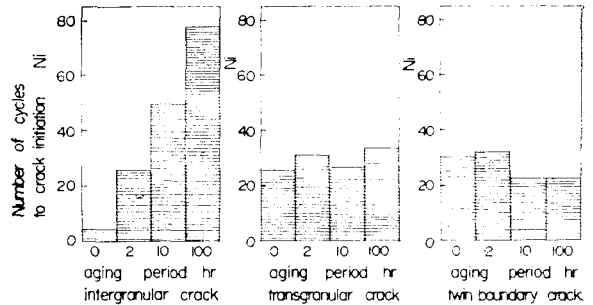 Number of cycles
to crack initiation
Ni
80
60
40
20
0
0 2 10 100
aging period hr
intergranular crack
Ni
80
60
40
20
0
0 2 10 100
aging period hr
transgranular crack
Ni
80
60
40
20
0
0 2 10 100
aging period hr
twin boundary crack